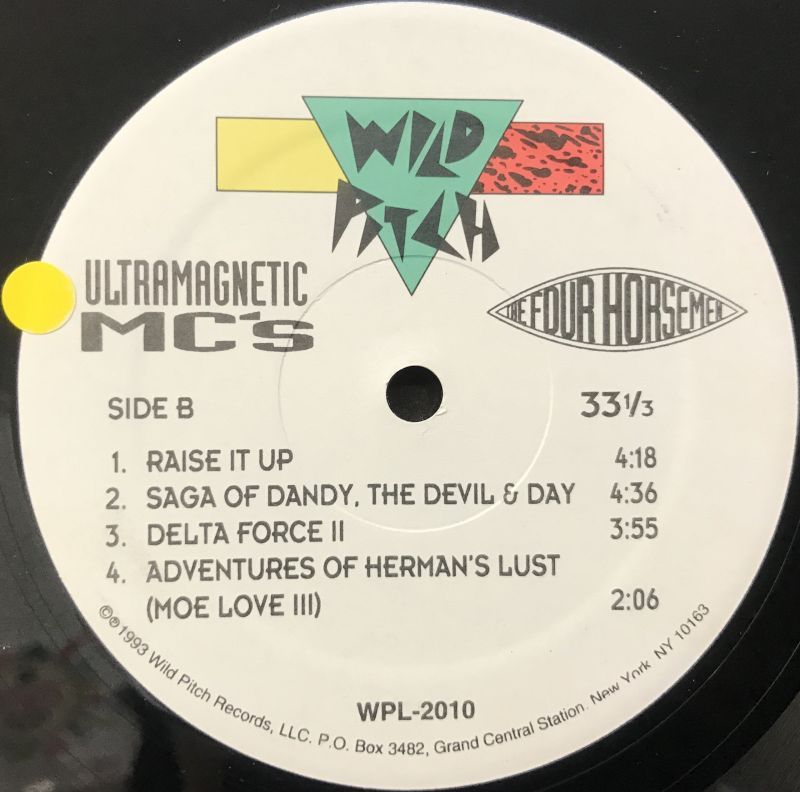 WILD
PITCH
ULTRAMAGNETIC
MC's
THE FOUR HORSEMEN
SIDE B
33 1/3
1. RAISE IT UP 4:18
2. SAGA OF DANDY, THE DEVIL & DAY 4:36
3. DELTA FORCE II 3:55
4. ADVENTURES OF HERMAN'S LUST
(MOE LOVE III) 2:06
WPL-2010
©℗1993 Wild Pitch Records, LLC. P.O. Box 3482, Grand Central Station. New York NY 10163